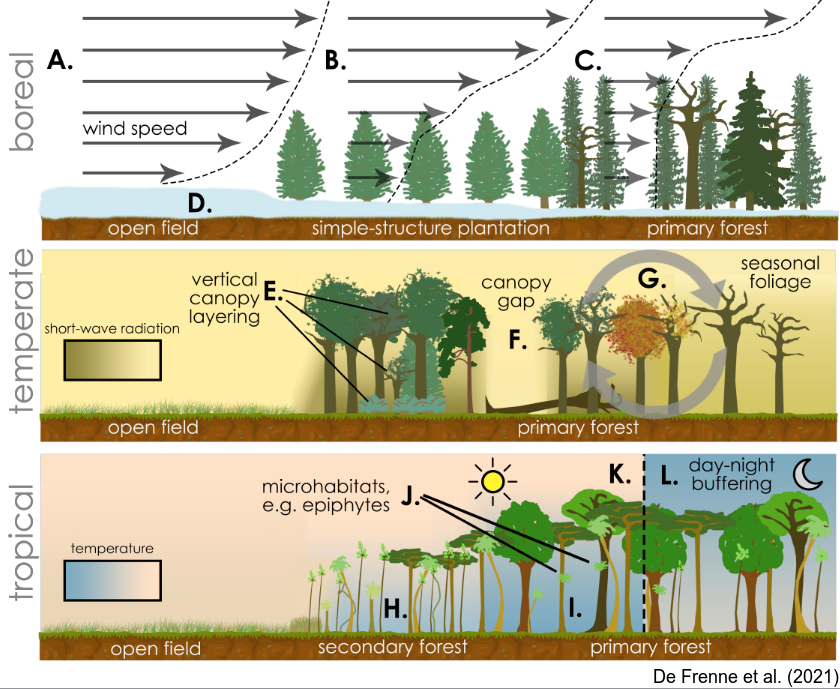 boreal
A.
B.
C.
wind speed
D.
open field
simple-structure plantation
primary forest
temperate
vertical
canopy
layering
E.
canopy
gap
G.
seasonal
foliage
short-wave radiation
F.
open field
primary forest
tropical
microhabitats,
e.g. epiphytes
J.
K.
L.
day-night
buffering
temperature
H.
I.
open field
secondary forest
primary forest
De Frenne et al. (2021)